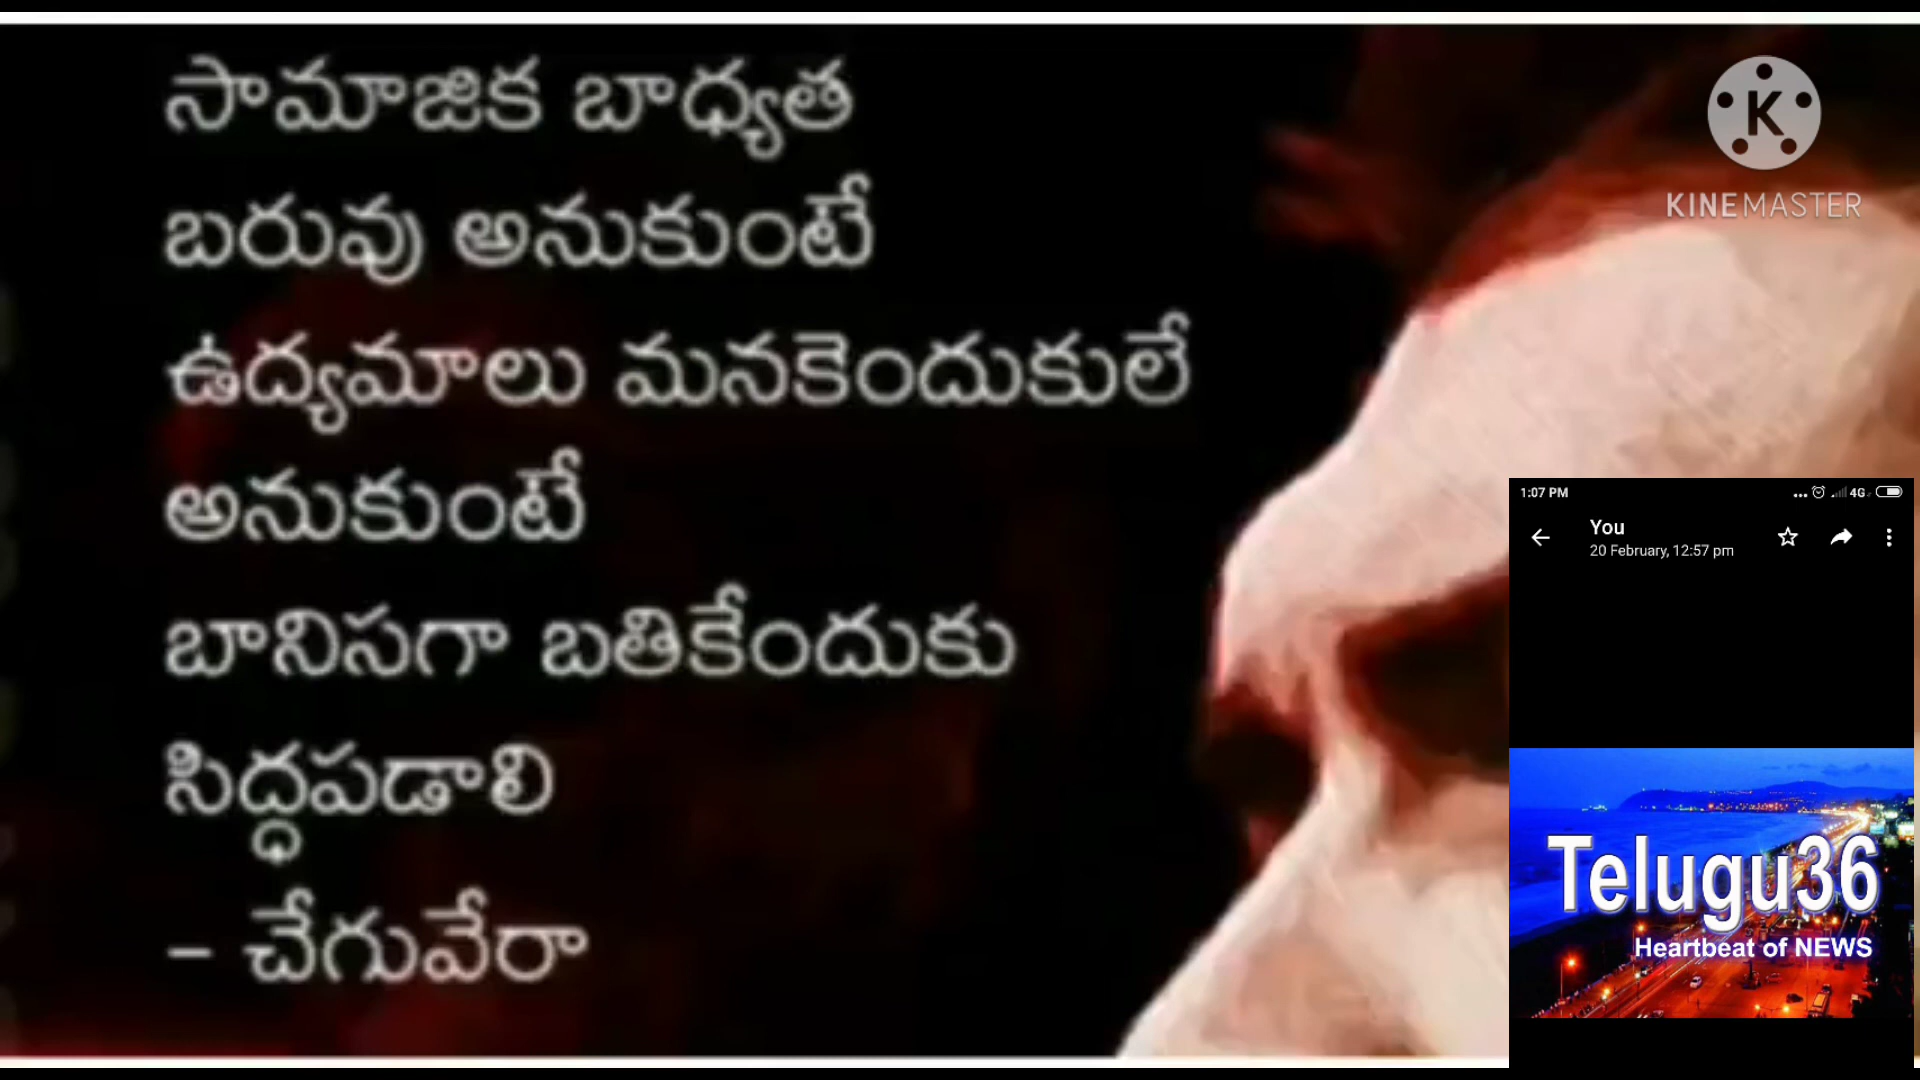 సామాజిక బాధ్యత
బరువు అనుకుంటే
ఉద్యమాలు మనకెందుకులే
అనుకుంటే
బానిసగా బతికేందుకు
సిద్ధపడాలి
– చేగువేరా
K
KINEMASTER
1:07 PM
4G
You
20 February, 12:57 pm
Telugu36
Heartbeat of NEWS